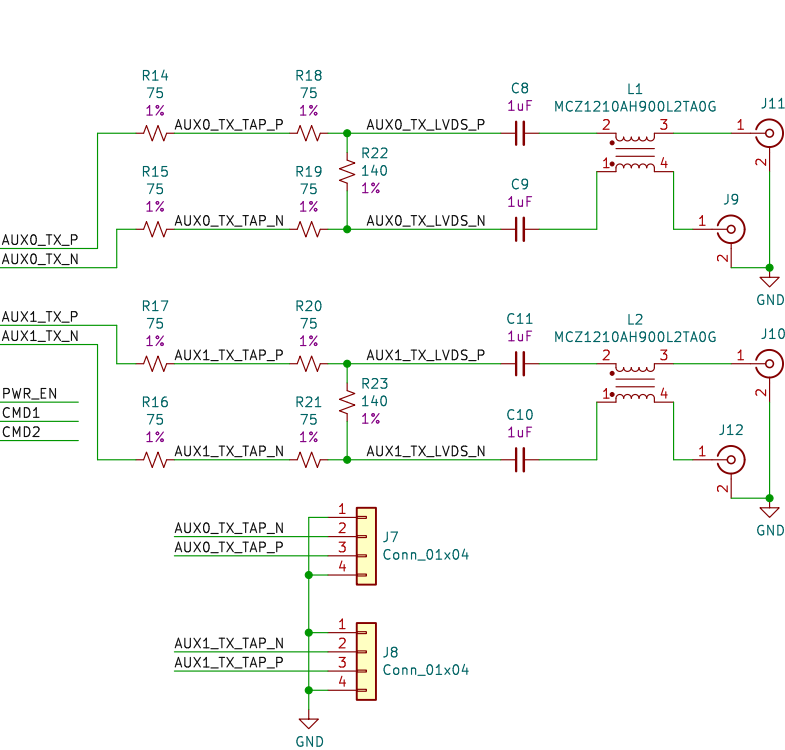 R14
75
1%
AUX0_TX_TAP_P
R18
75
1%
AUX0_TX_LVDS_P
C8
1uF
L1
MCZ1210AH900L2TA0G
2
3
1
4
J11
1
2
R22
140
1%
R15
75
1%
AUX0_TX_TAP_N
R19
75
1%
AUX0_TX_LVDS_N
C9
1uF
J9
1
2
GND
AUX0_TX_P
AUX0_TX_N
AUX1_TX_P
AUX1_TX_N
R17
75
1%
AUX1_TX_TAP_P
R20
75
1%
AUX1_TX_LVDS_P
C11
1uF
L2
MCZ1210AH900L2TA0G
2
3
1
4
J10
1
2
R23
140
1%
PWR_EN
CMD1
CMD2
R16
75
1%
AUX1_TX_TAP_N
R21
75
1%
AUX1_TX_LVDS_N
C10
1uF
J12
1
2
GND
1
AUX0_TX_TAP_N
2
AUX0_TX_TAP_P
3
4
J7
Conn_01x04
1
AUX1_TX_TAP_N
2
AUX1_TX_TAP_P
3
4
J8
Conn_01x04
GND